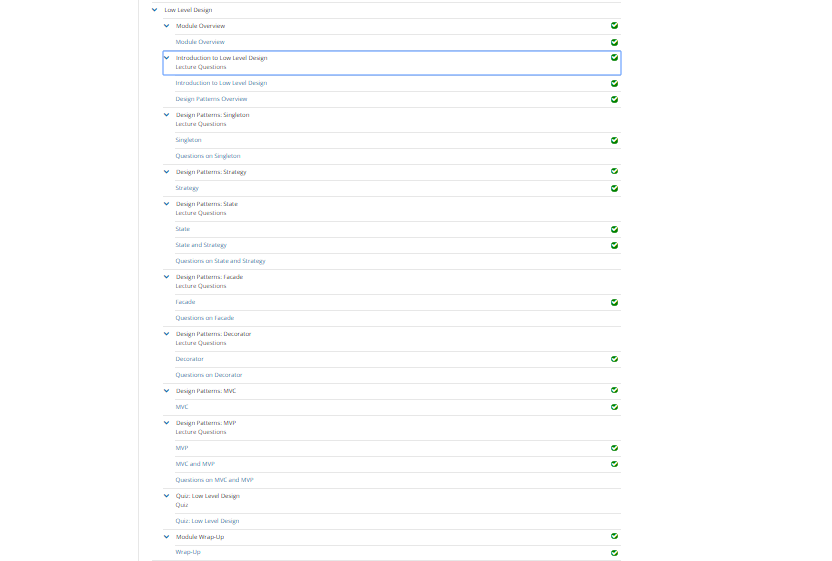 Low Level Design
Module Overview
Module Overview
Introduction to Low Level Design
Lecture Questions
Introduction to Low Level Design
Design Patterns Overview
Design Patterns: Singleton
Lecture Questions
Singleton
Questions on Singleton
Design Patterns: Strategy
Strategy
Design Patterns: State
Lecture Questions
State
State and Strategy
Questions on State and Strategy
Design Patterns: Facade
Lecture Questions
Facade
Questions on Facade
Design Patterns: Decorator
Lecture Questions
Decorator
Questions on Decorator
Design Patterns: MVC
MVC
Design Patterns: MVP
Lecture Questions
MVP
MVC and MVP
Questions on MVC and MVP
Quiz: Low Level Design
Quiz
Quiz: Low Level Design
Module Wrap-Up
Wrap-Up